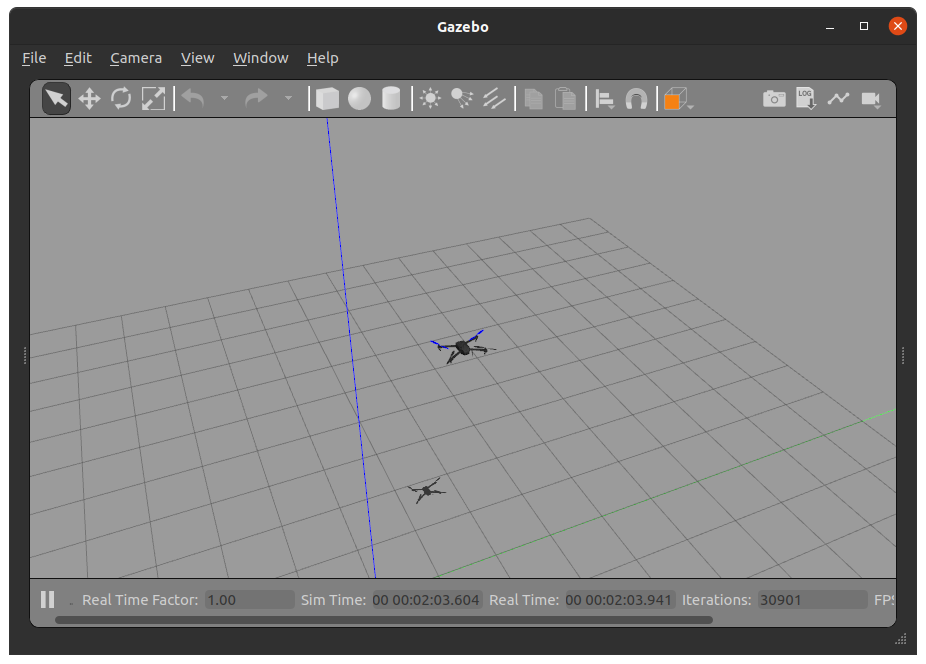 Gazebo
File Edit Camera View Window Help
LOG
Real Time Factor: 1.00 Sim Time: 00 00:02:03.604 Real Time: 00 00:02:03.941 Iterations: 30901 FPS